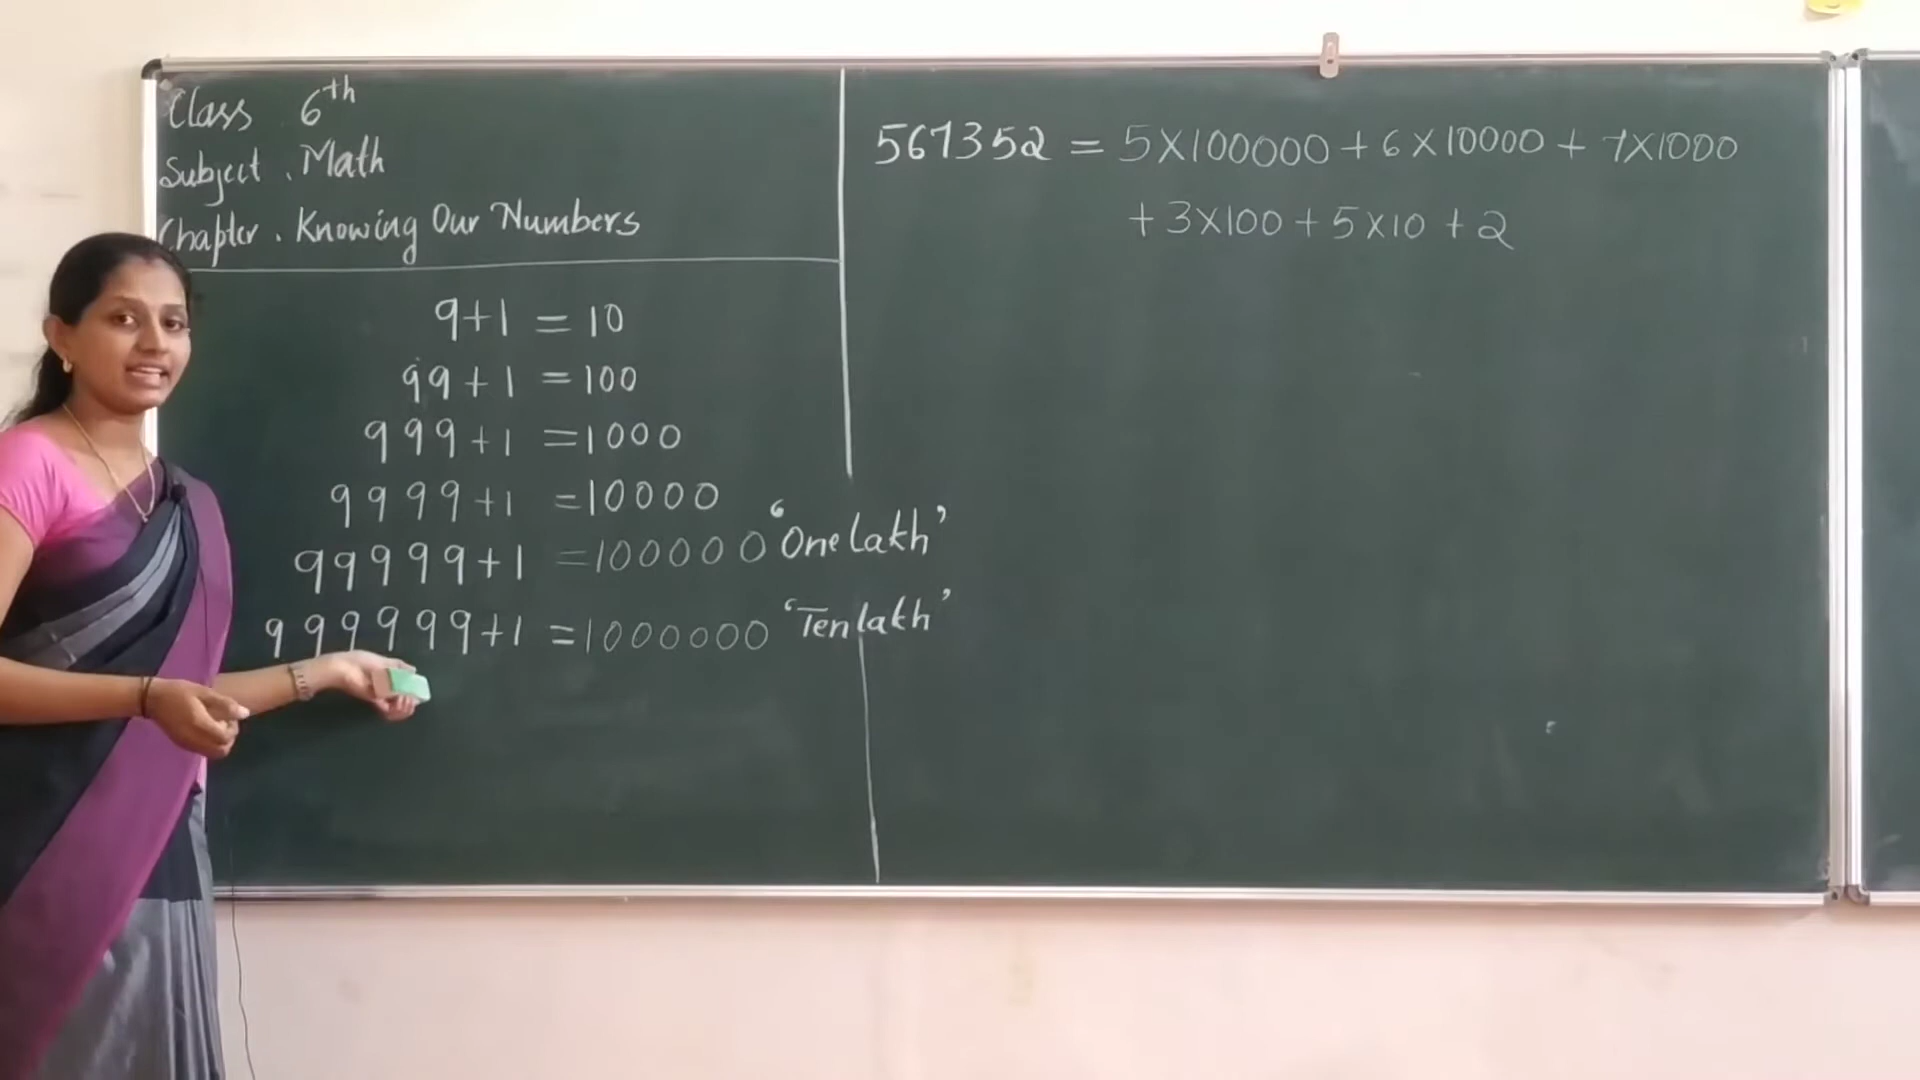 Class 6th
Subject . Math
Chapter . Knowing Our Numbers
9+1 = 10
99+1 = 100
999+1 = 1000
9999+1 = 10000
99999+1 = 100000 'One lakh'
999999+1 = 1000000 'Ten lakh'
567352 = 5X100000 + 6X10000 + 7X1000
+ 3X100 + 5X10 + 2